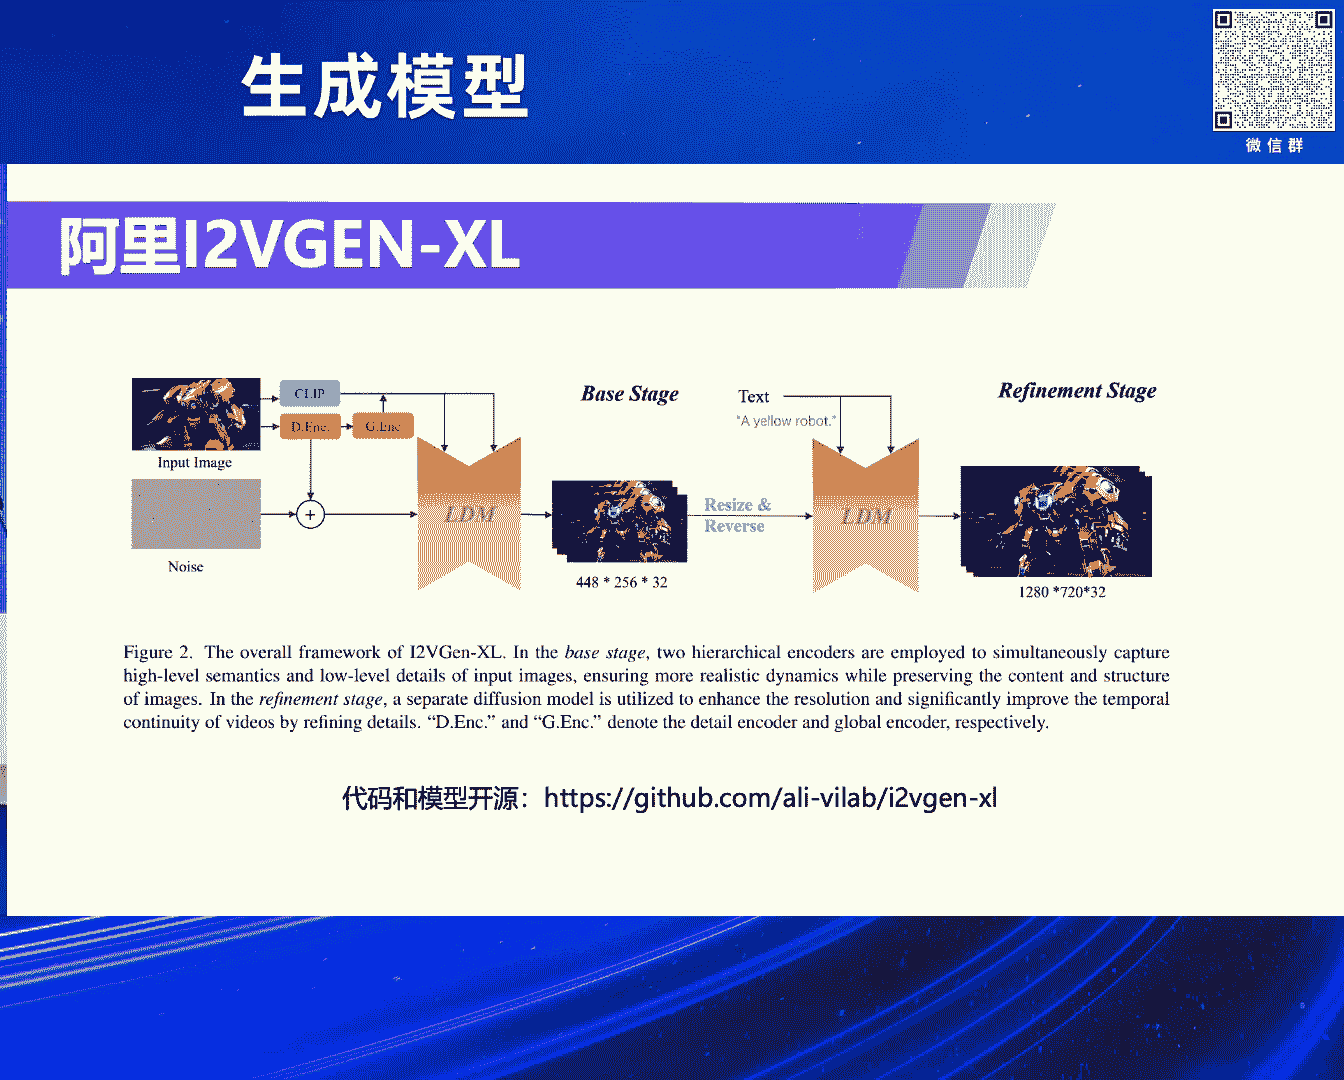 生成模型
微信群
阿里I2VGEN-XL
CLIP
D.Enc.
G.Enc
Input Image
Noise
+
LDM
Base Stage
448 * 256 * 32
Resize &
Reverse
Text
"A yellow robot."
LDM
Refinement Stage
1280 *720*32
Figure 2. The overall framework of I2VGen-XL. In the base stage, two hierarchical encoders are employed to simultaneously capture
high-level semantics and low-level details of input images, ensuring more realistic dynamics while preserving the content and structure
of images. In the refinement stage, a separate diffusion model is utilized to enhance the resolution and significantly improve the temporal
continuity of videos by refining details. “D.Enc.” and “G.Enc.” denote the detail encoder and global encoder, respectively.
代码和模型开源：https://github.com/ali-vilab/i2vgen-xl